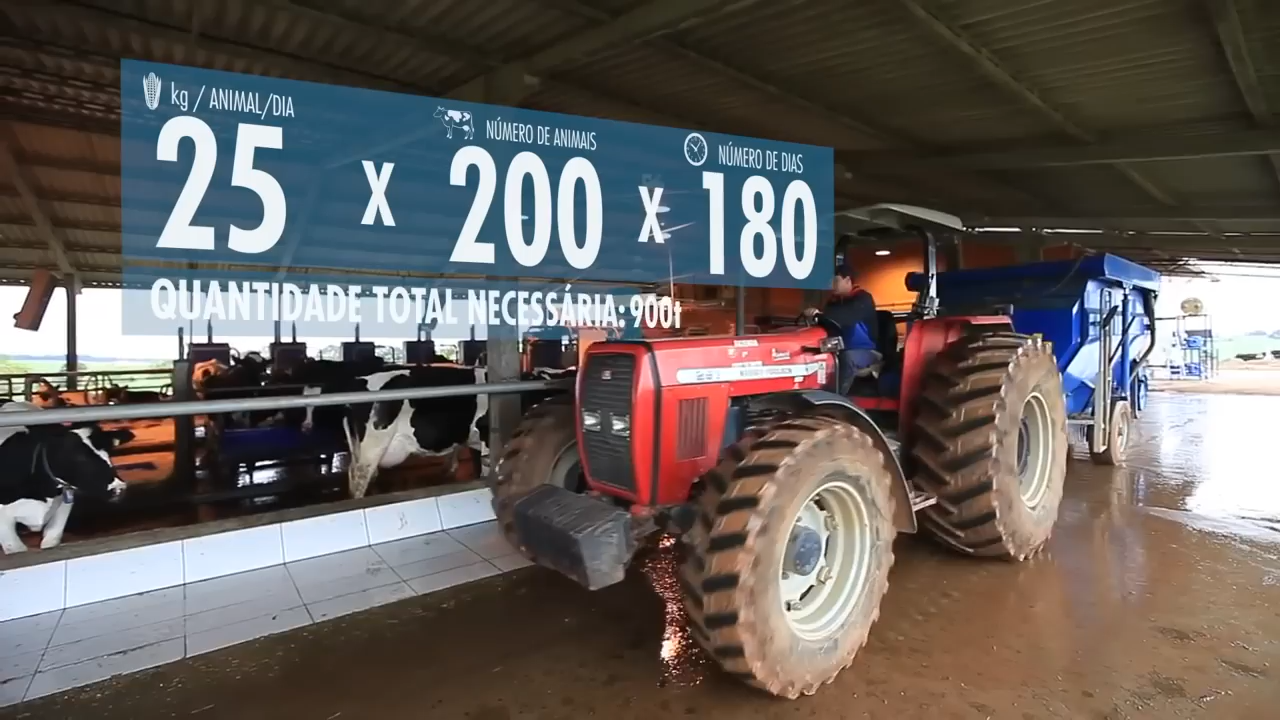 kg / ANIMAL/DIA
NÚMERO DE ANIMAIS
NÚMERO DE DIAS
25 x 200 x 180
QUANTIDADE TOTAL NECESSÁRIA: 900t